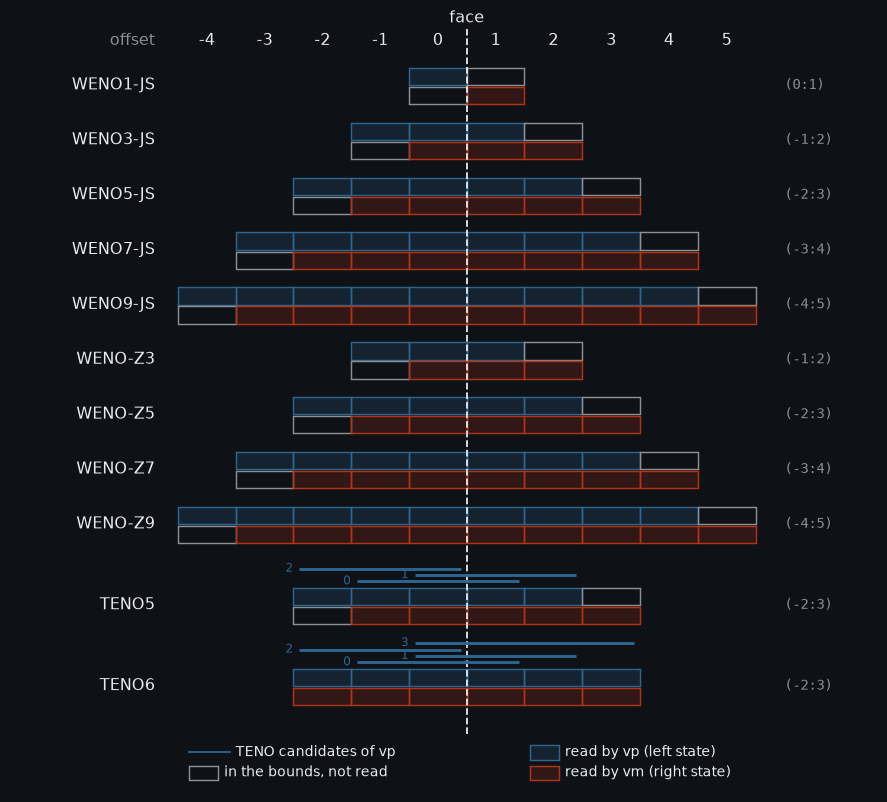 face
offset -4 -3 -2 -1 0 1 2 3 4 5
WENO1-JS (0:1)
WENO3-JS (-1:2)
WENO5-JS (-2:3)
WENO7-JS (-3:4)
WENO9-JS (-4:5)
WENO-Z3 (-1:2)
WENO-Z5 (-2:3)
WENO-Z7 (-3:4)
WENO-Z9 (-4:5)
2
1
0
TENO5 (-2:3)
3
2
1
0
TENO6 (-2:3)
TENO candidates of vp read by vp (left state)
in the bounds, not read read by vm (right state)